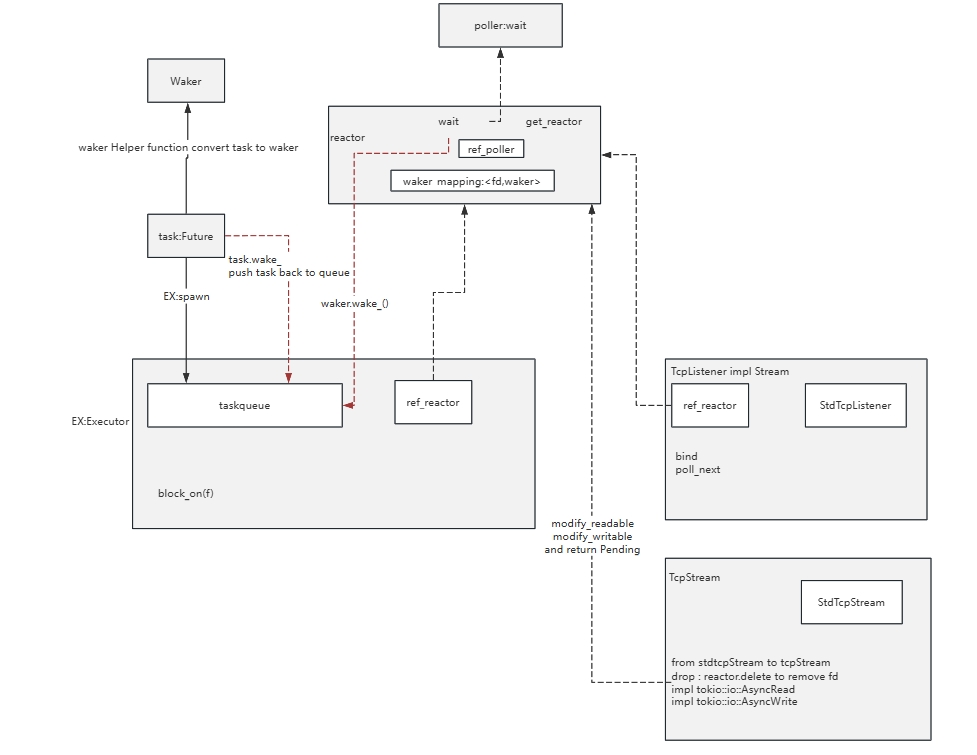 poller:wait
Waker
wait
get_reactor
reactor
ref_poller
waker Helper function convert task to waker
waker mapping:<fd,waker>
task:Future
task.wake_
push task back to queue
EX:spawn
waker.wake_()
TcpListener impl Stream
taskqueue
ref_reactor
ref_reactor
StdTcpListener
EX:Executor
bind
poll_next
block_on(f)
modify_readable
modify_writable
and return Pending
TcpStream
StdTcpStream
from stdtcpStream to tcpStream
drop : reactor.delete to remove fd
impl tokio::io::AsyncRead
impl tokio::io::AsyncWrite